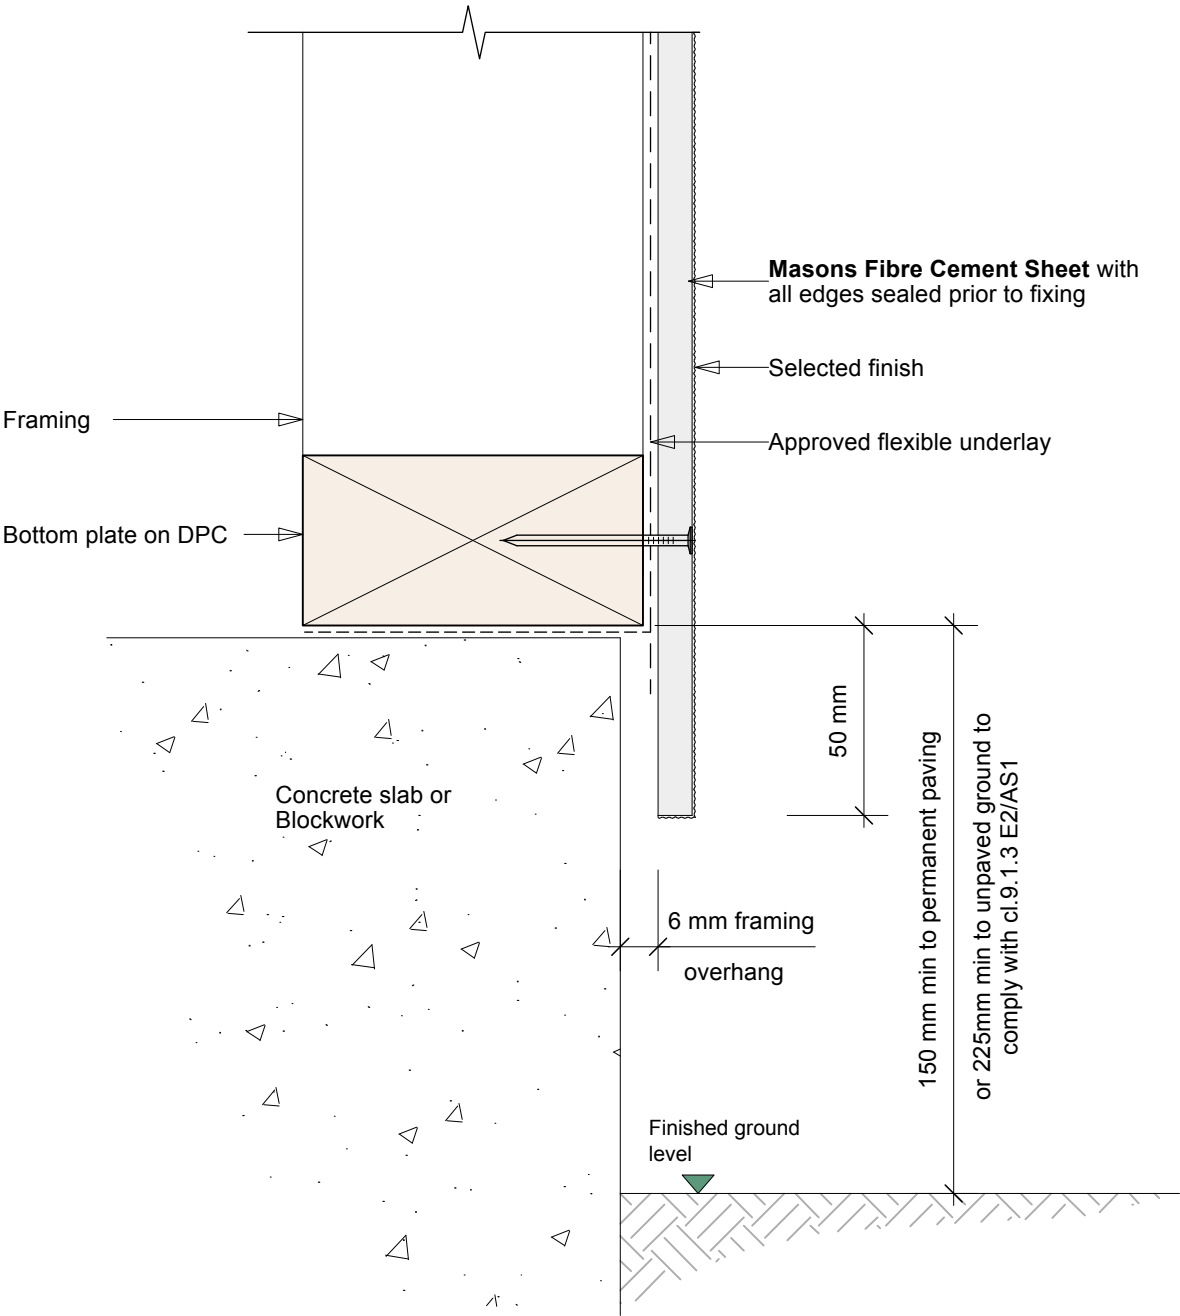 Masons Fibre Cement Sheet with
all edges sealed prior to fixing
Selected finish
Framing
Approved flexible underlay
Bottom plate on DPC
50 mm
150 mm min to permanent paving
or 225mm min to unpaved ground to
comply with cl.9.1.3 E2/AS1
Concrete slab or
Blockwork
6 mm framing
overhang
Finished ground
level